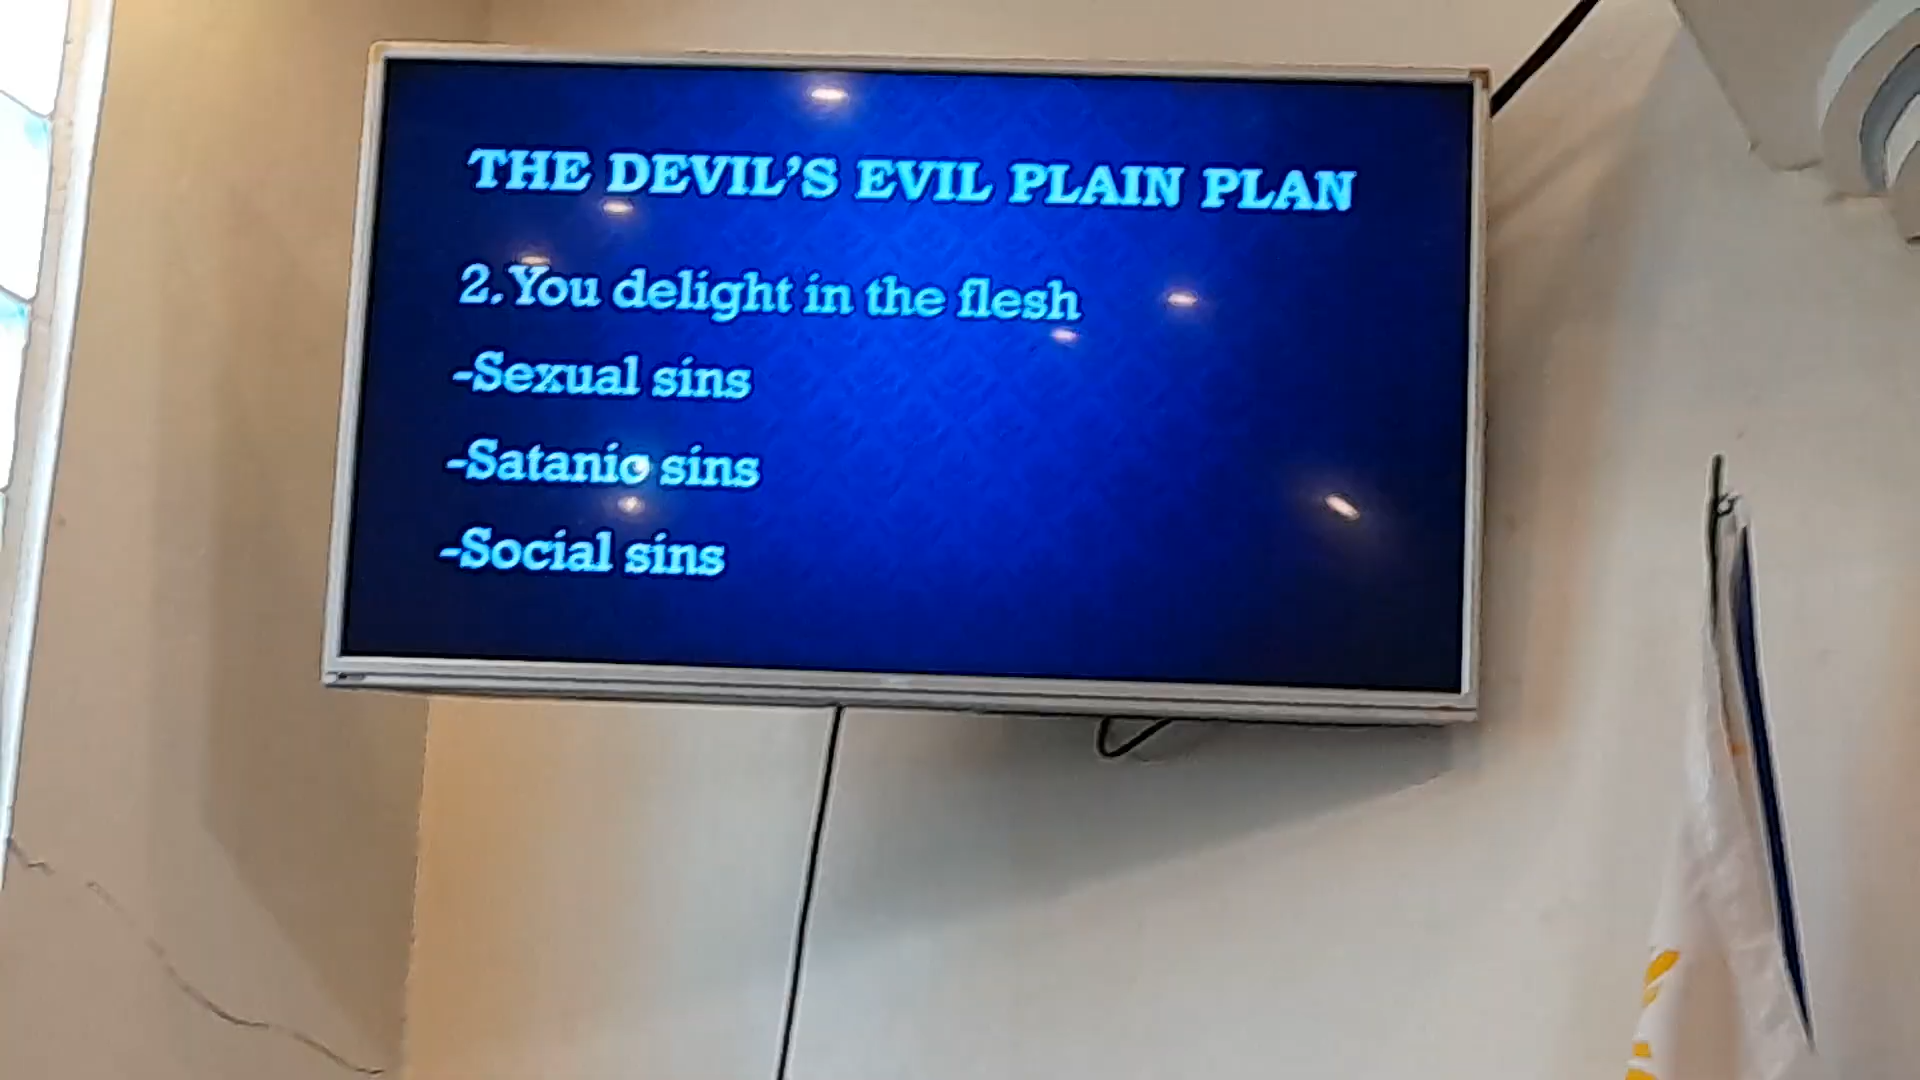 THE DEVIL'S EVIL PLAIN PLAN
2. You delight in the flesh
-Sexual sins
-Satanic sins
-Social sins